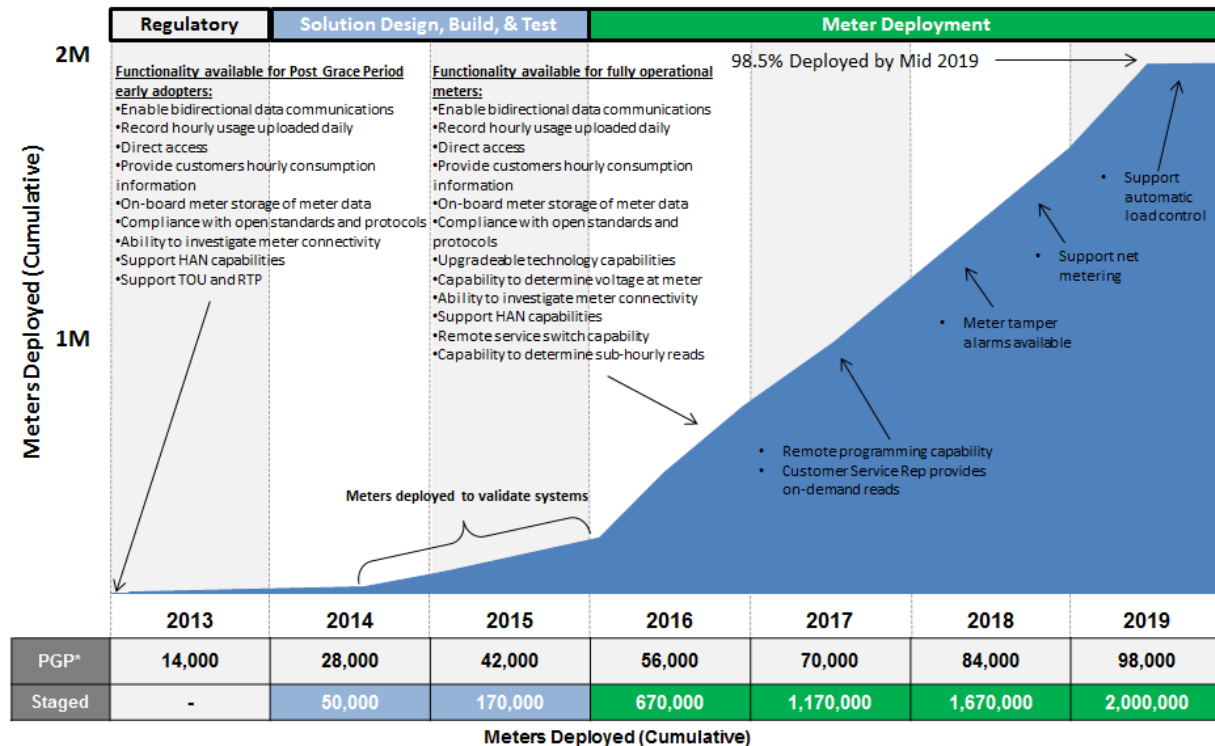 Regulatory
Solution Design, Build, & Test
Meter Deployment
2M
1M
Meters Deployed (Cumulative)
Functionality available for Post Grace Period
early adopters:
•Enable bidirectional data communications
•Record hourly usage uploaded daily
•Direct access
•Provide customers hourly consumption
information
•On-board meter storage of meter data
•Compliance with open standards and protocols
•Ability to investigate meter connectivity
•Support HAN capabilities
•Support TOU and RTP
Functionality available for fully operational
meters:
•Enable bidirectional data communications
•Record hourly usage uploaded daily
•Direct access
•Provide customers hourly consumption
information
•On-board meter storage of meter data
•Compliance with open standards and
protocols
•Upgradeable technology capabilities
•Capability to determine voltage at meter
•Ability to investigate meter connectivity
•Support HAN capabilities
•Remote service switch capability
•Capability to determine sub-hourly reads
98.5% Deployed by Mid 2019
• Support
automatic
load control
• Support net
metering
• Meter tamper
alarms available
• Remote programming capability
• Customer Service Rep provides
on-demand reads
Meters deployed to validate systems
2013 2014 2015 2016 2017 2018 2019
PGP* 14,000 28,000 42,000 56,000 70,000 84,000 98,000
Staged - 50,000 170,000 670,000 1,170,000 1,670,000 2,000,000
Meters Deployed (Cumulative)